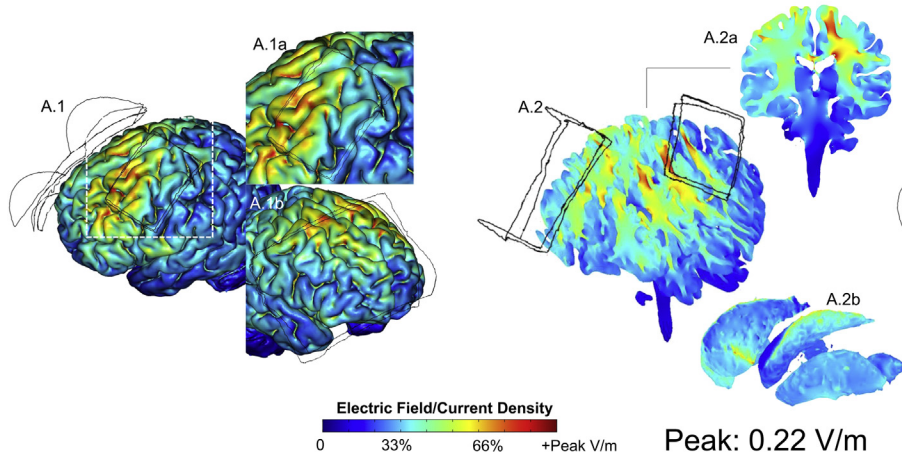 A.1
A.1a
A.1b
A.2
A.2a
A.2b
Electric Field/Current Density
0 33% 66% +Peak V/m
Peak: 0.22 V/m